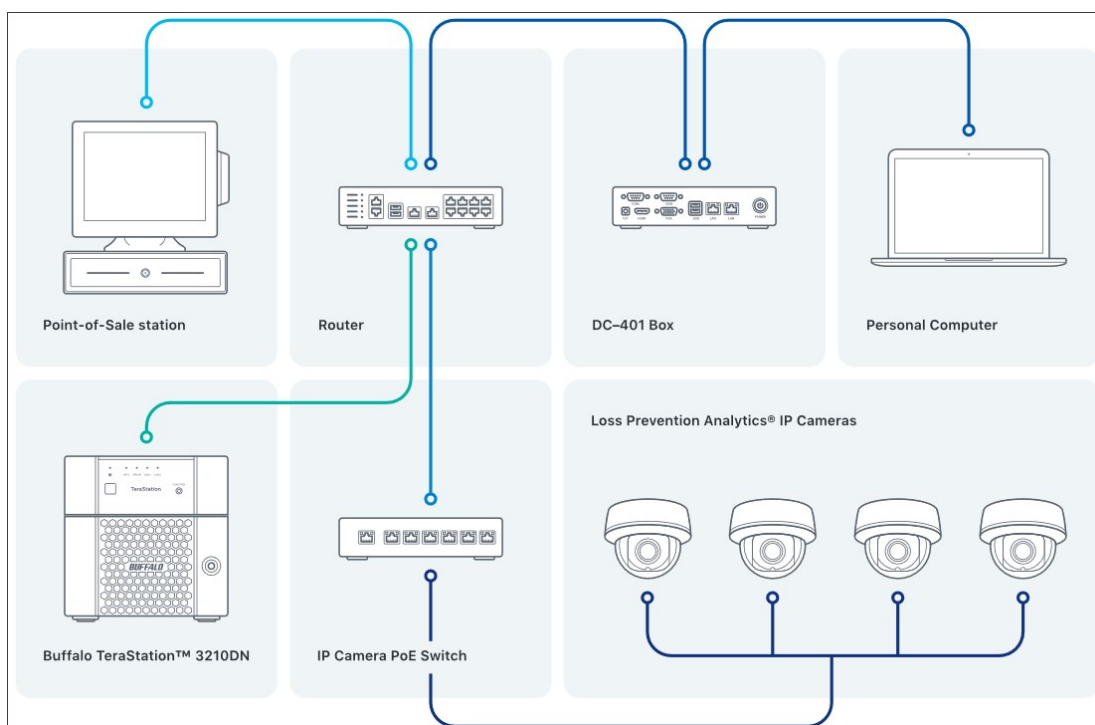 Point-of-Sale station
Router
DC–401 Box
Personal Computer
POWER
TeraStation
BUFFALO
Buffalo TeraStation™ 3210DN
IP Camera PoE Switch
Loss Prevention Analytics® IP Cameras